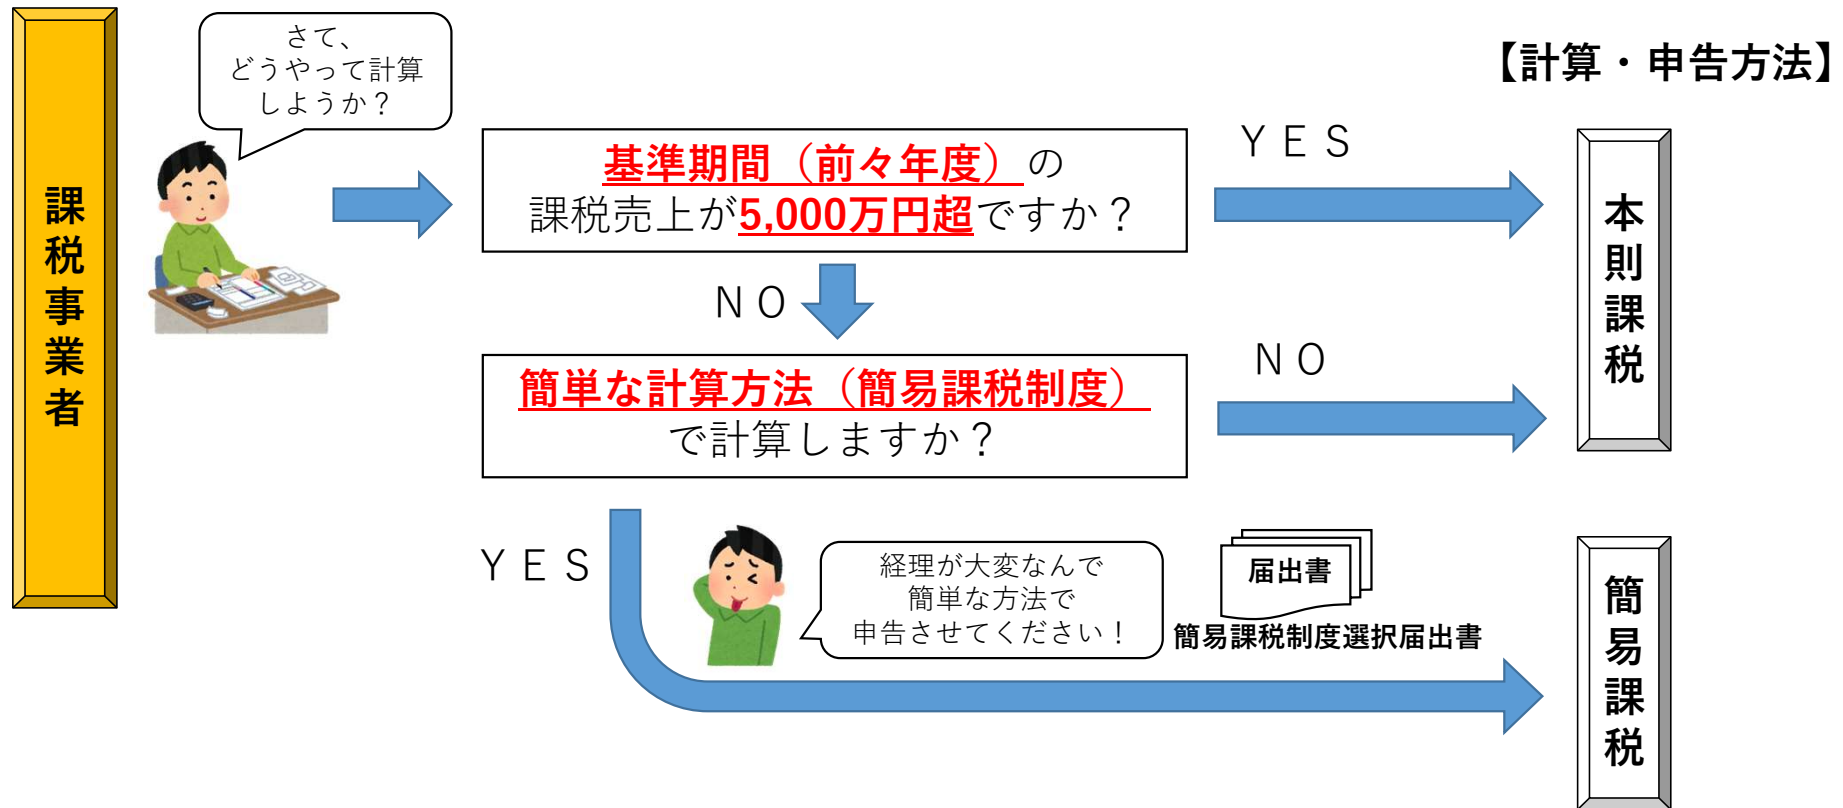 課税事業者
さて、
どうやって計算
しようか？
【計算・申告方法】
基準期間（前々年度）の
課税売上が5,000万円超ですか？
ＹＥＳ
本則課税
ＮＯ
簡単な計算方法（簡易課税制度）
で計算しますか？
ＮＯ
ＹＥＳ
経理が大変なんで
簡単な方法で
申告させてください！
届出書
簡易課税制度選択届出書
簡易課税